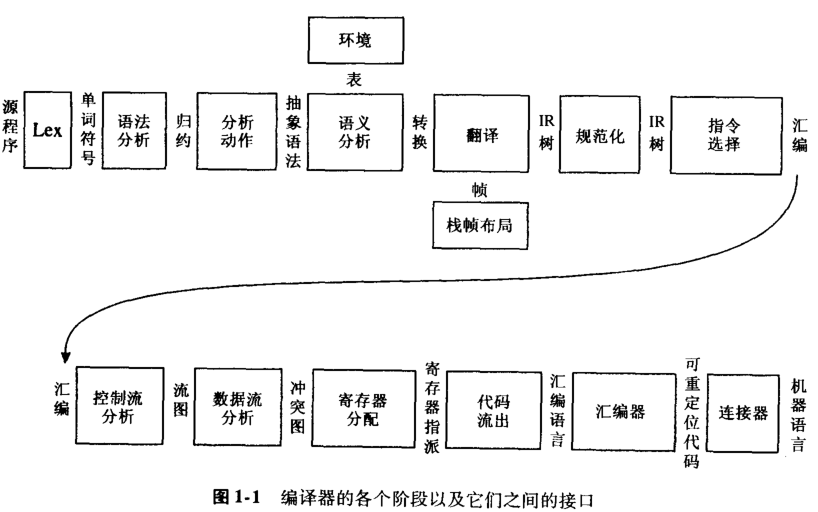 环境
表
源程序
Lex
单词符号
语法
分析
归约
分析
动作
抽象语法
语义
分析
转换
翻译
IR
树
规范化
IR
树
指令
选择
汇编
帧
栈帧布局
汇编
控制流
分析
流图
数据流
分析
冲突图
寄存器
分配
寄存器指派
代码
流出
汇编语言
汇编器
可重定位代码
连接器
机器语言
图1-1 编译器的各个阶段以及它们之间的接口